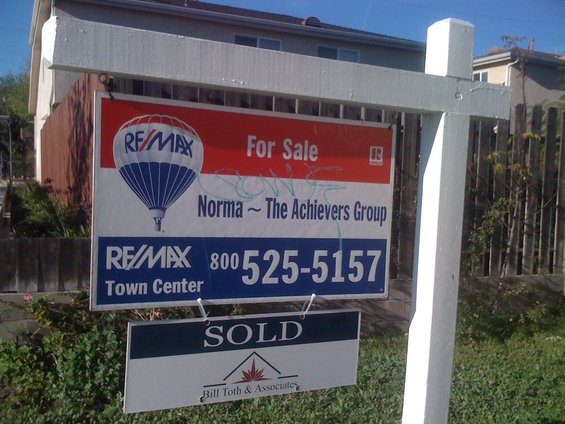 RE/MAX
For Sale
REALTOR
Norma ~ The Achievers Group
RE/MAX
Town Center
800 525-5157
SOLD
Bill Toth & Associates